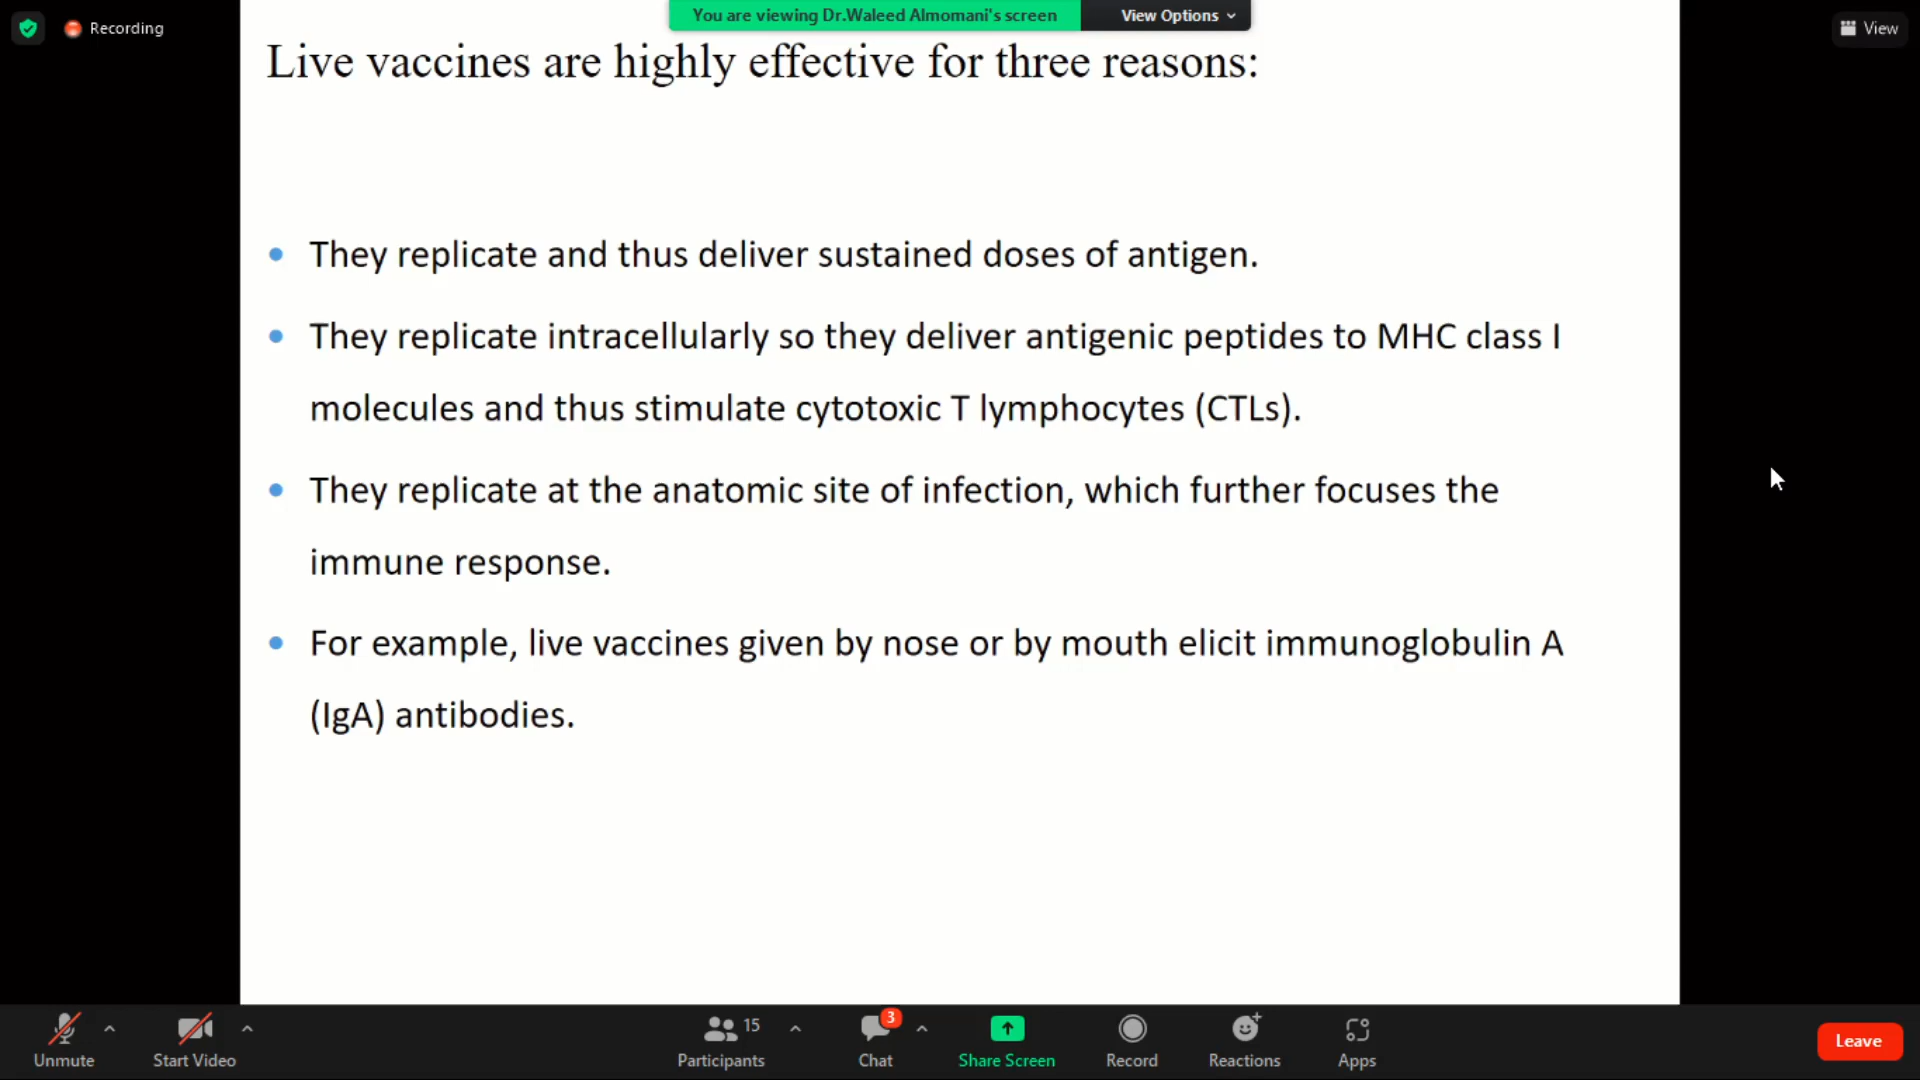 Recording
You are viewing Dr.Waleed Almomani's screen
View Options
View
Live vaccines are highly effective for three reasons:
• They replicate and thus deliver sustained doses of antigen.
• They replicate intracellularly so they deliver antigenic peptides to MHC class I
molecules and thus stimulate cytotoxic T lymphocytes (CTLs).
• They replicate at the anatomic site of infection, which further focuses the
immune response.
• For example, live vaccines given by nose or by mouth elicit immunoglobulin A
(IgA) antibodies.
Unmute
Start Video
15
Participants
3
Chat
Share Screen
Record
Reactions
Apps
Leave